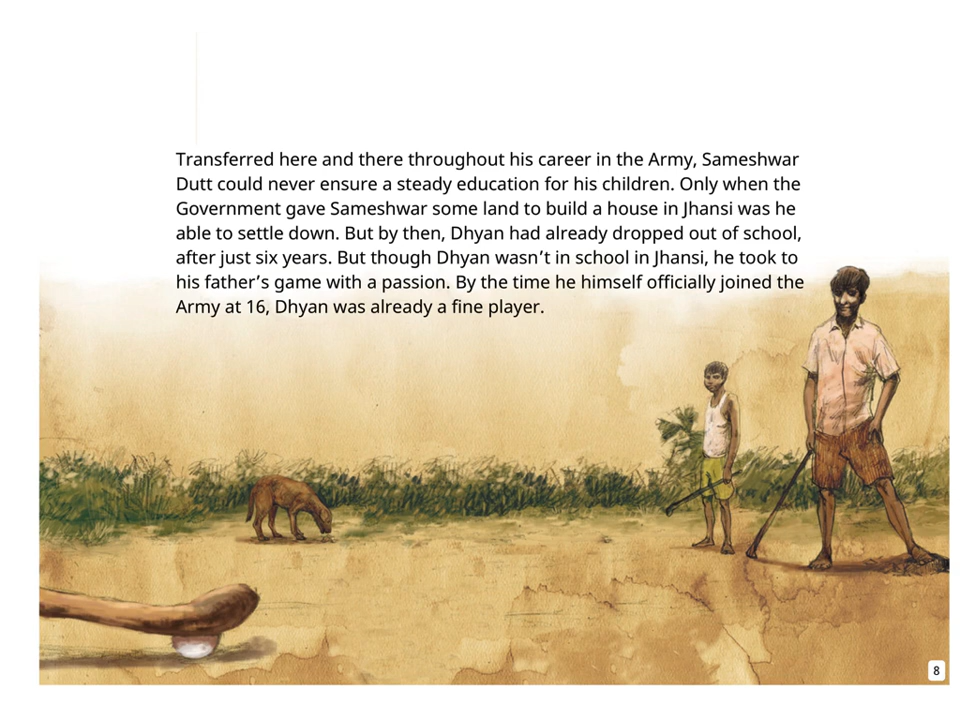 Transferred here and there throughout his career in the Army, Sameshwar
Dutt could never ensure a steady education for his children. Only when the
Government gave Sameshwar some land to build a house in Jhansi was he
able to settle down. But by then, Dhyan had already dropped out of school,
after just six years. But though Dhyan wasn’t in school in Jhansi, he took to
his father’s game with a passion. By the time he himself officially joined the
Army at 16, Dhyan was already a fine player.
8